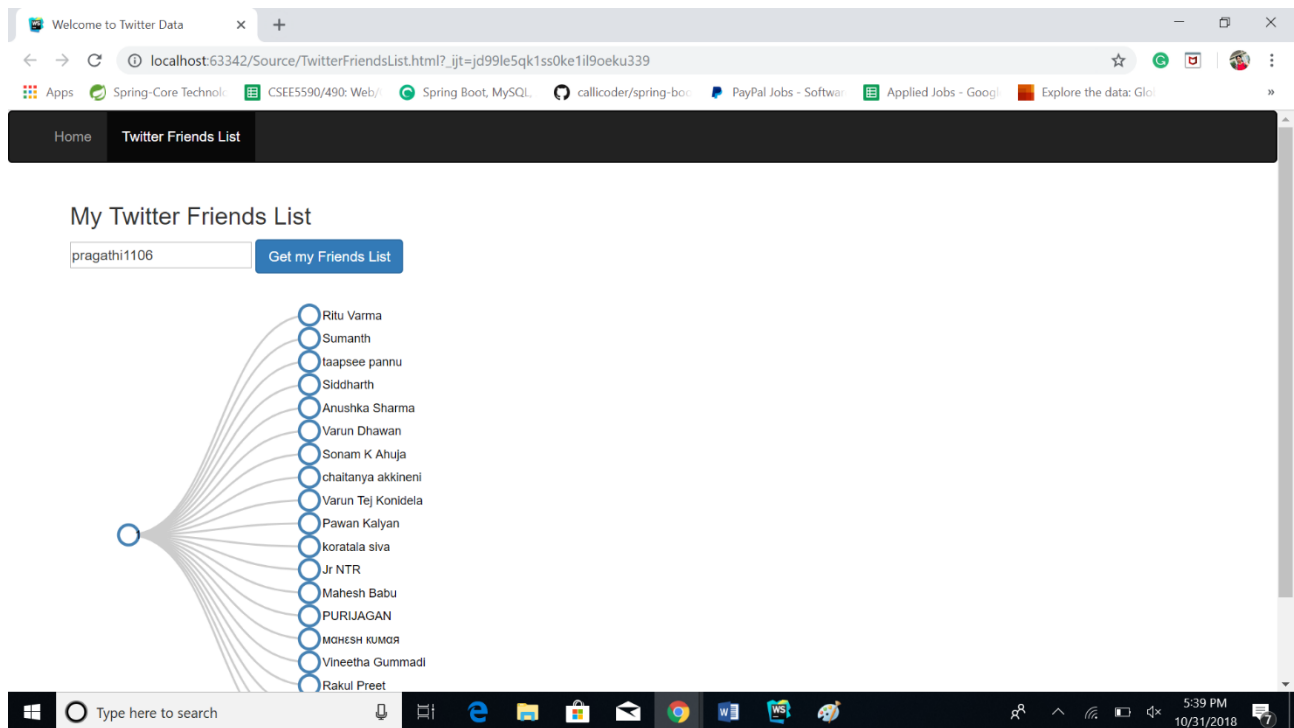 Welcome to Twitter Data
localhost:63342/Source/TwitterFriendsList.html?_ijt=jd99le5qk1ss0ke1il9oeku339
Apps Spring-Core Technol CSEE5590/490: Web/ Spring Boot, MySQL, callicoder/spring-boo PayPal Jobs - Softwar Applied Jobs - Googl Explore the data: Glo »
Home Twitter Friends List
My Twitter Friends List
pragathi1106 Get my Friends List
Ritu Varma
Sumanth
taapsee pannu
Siddharth
Anushka Sharma
Varun Dhawan
Sonam K Ahuja
chaitanya akkineni
Varun Tej Konidela
Pawan Kalyan
koratala siva
Jr NTR
Mahesh Babu
PURIJAGAN
мαнεsн кυмαя
Vineetha Gummadi
Rakul Preet
Type here to search
5:39 PM
10/31/2018
7